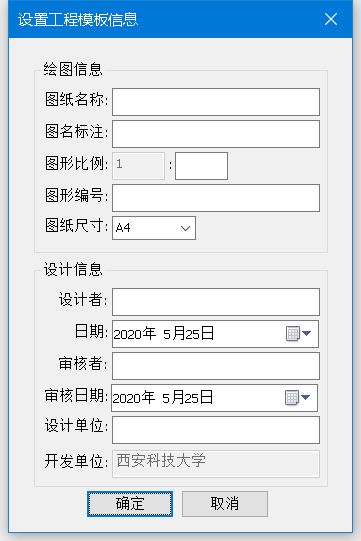 设置工程模板信息
绘图信息
图纸名称:
图名标注:
图形比例: 1 :
图形编号:
图纸尺寸: A4
设计信息
设计者:
日期: 2020年 5月25日
审核者:
审核日期: 2020年 5月25日
设计单位:
开发单位: 西安科技大学
确定 取消